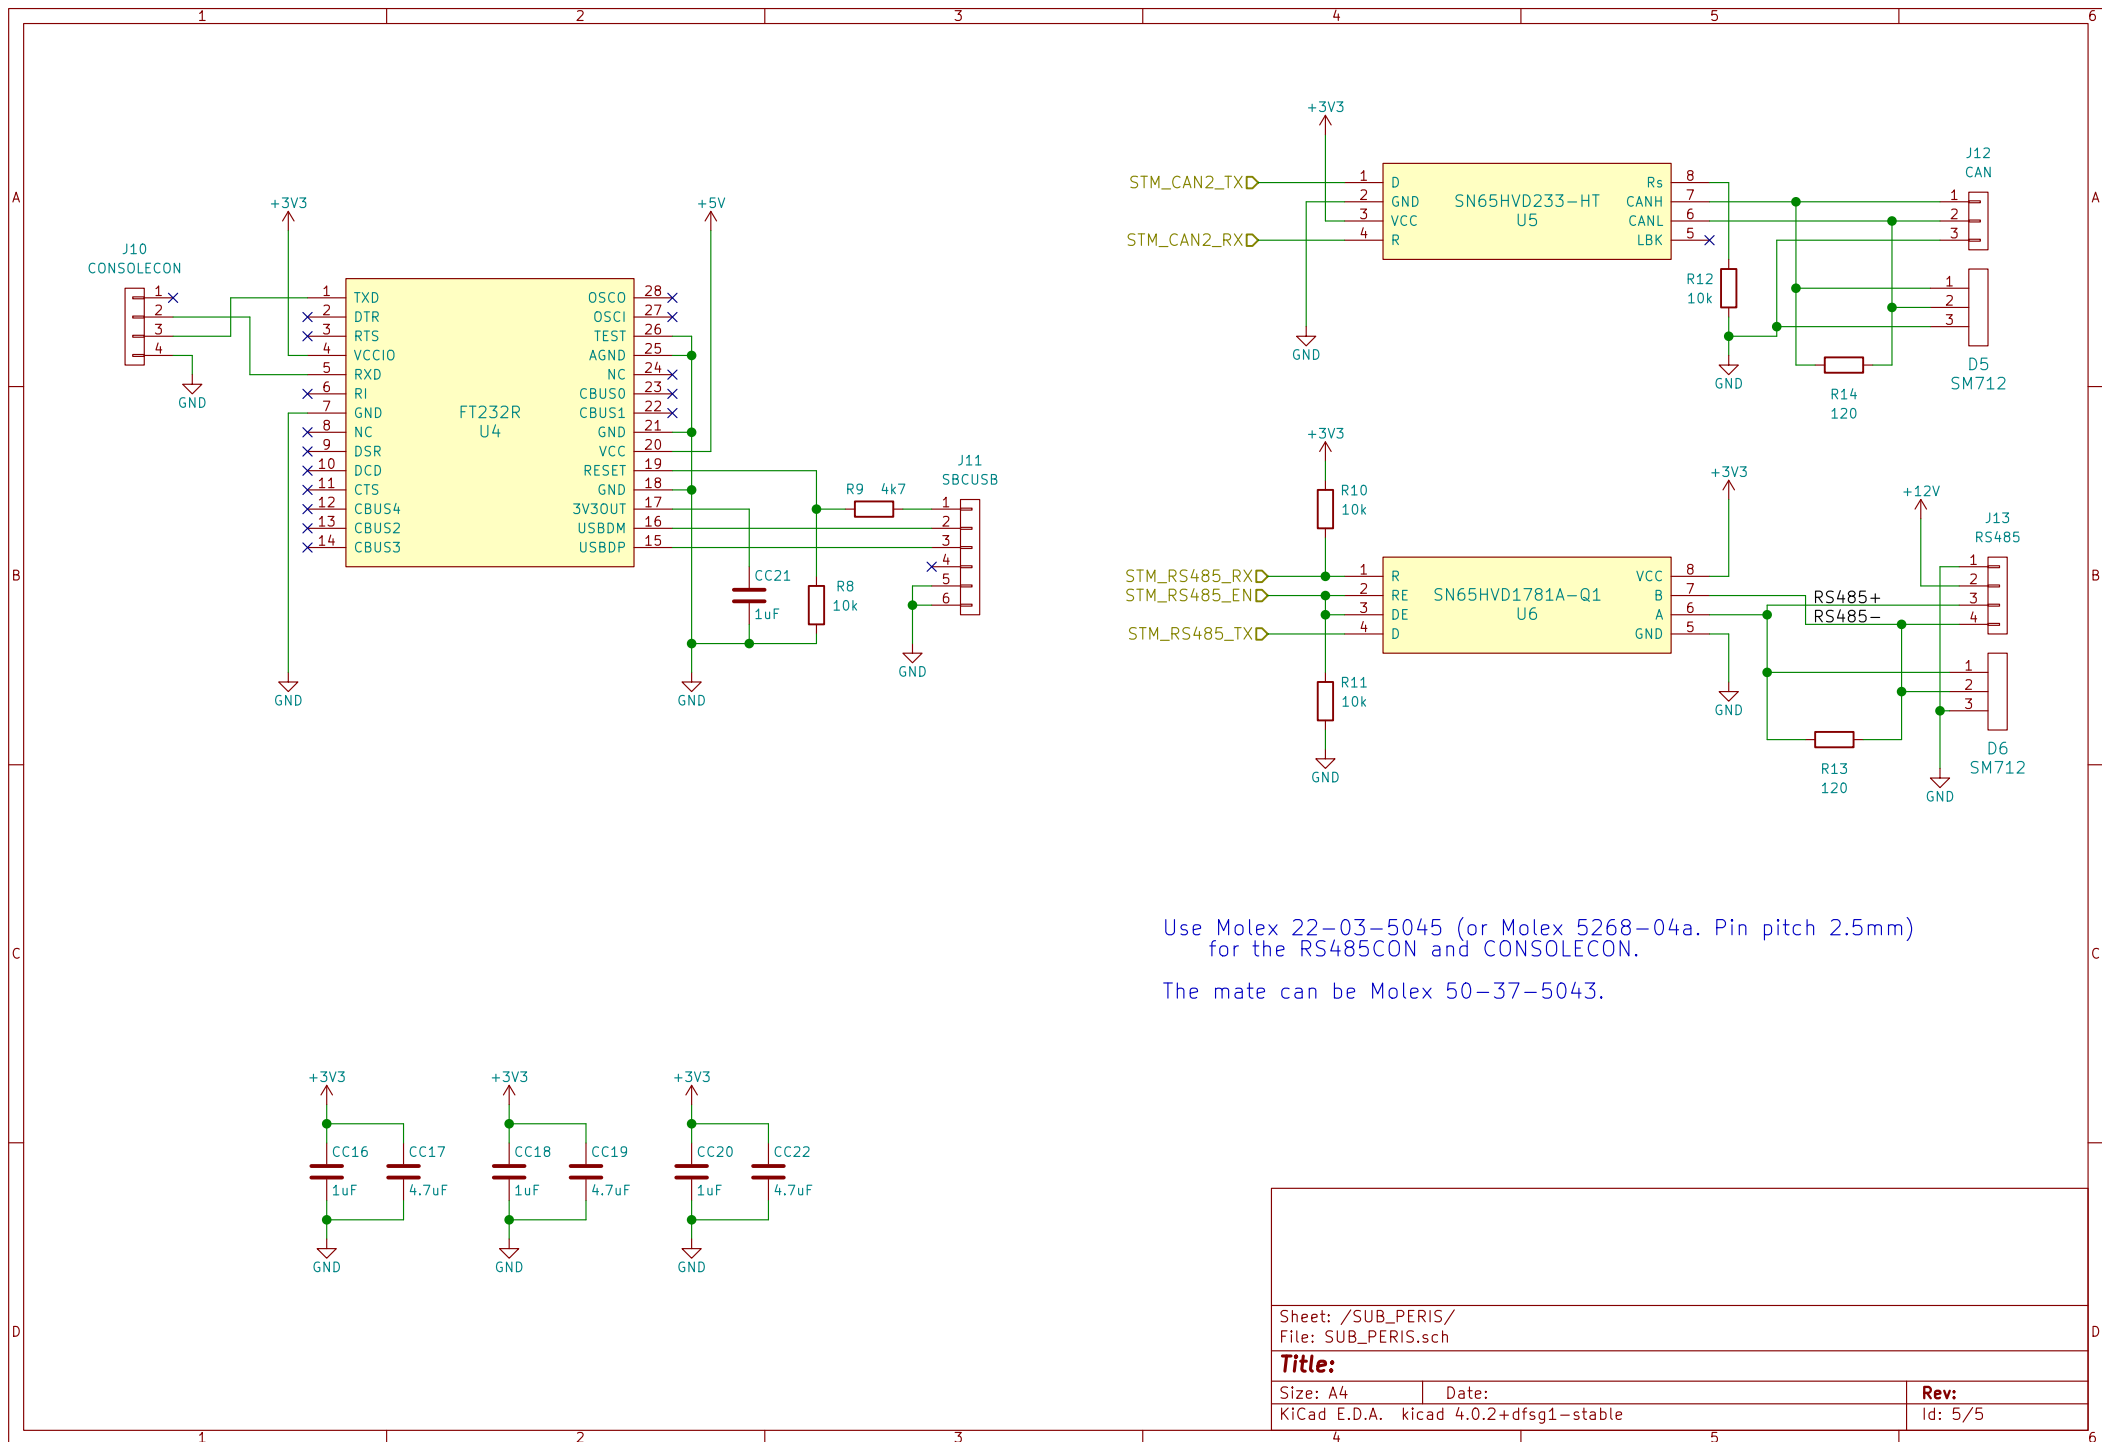 1 2 3 4 5 6
A A
B B
C C
D D
1 2 3 4 5 6
J10
CONSOLECON
1
2
3
4
GND
+3V3
+5V
FT232R
U4
1 TXD
2 DTR
3 RTS
4 VCCIO
5 RXD
6 RI
7 GND
8 NC
9 DSR
10 DCD
11 CTS
12 CBUS4
13 CBUS2
14 CBUS3
OSCO 28
OSCI 27
TEST 26
AGND 25
NC 24
CBUS0 23
CBUS1 22
GND 21
VCC 20
RESET 19
GND 18
3V3OUT 17
USBDM 16
USBDP 15
GND
GND
CC21
1uF
R8
10k
R9 4k7
J11
SBCUSB
1
2
3
4
5
6
GND
+3V3
STM_CAN2_TX
STM_CAN2_RX
GND
SN65HVD233-HT
U5
1 D
2 GND
3 VCC
4 R
Rs 8
CANH 7
CANL 6
LBK 5
R12
10k
GND
J12
CAN
1
2
3
1
2
3
D5
SM712
R14
120
+3V3
R10
10k
STM_RS485_RX
STM_RS485_EN
STM_RS485_TX
R11
10k
GND
SN65HVD1781A-Q1
U6
1 R
2 RE
3 DE
4 D
VCC 8
B 7
A 6
GND 5
+3V3
GND
+12V
RS485+
RS485-
J13
RS485
1
2
3
4
1
2
3
D6
SM712
R13
120
GND
Use Molex 22-03-5045 (or Molex 5268-04a. Pin pitch 2.5mm)
for the RS485CON and CONSOLECON.
The mate can be Molex 50-37-5043.
+3V3
CC16
1uF
CC17
4.7uF
GND
+3V3
CC18
1uF
CC19
4.7uF
GND
+3V3
CC20
1uF
CC22
4.7uF
GND
Sheet: /SUB_PERIS/
File: SUB_PERIS.sch
Title:
Size: A4 Date: Rev:
KiCad E.D.A. kicad 4.0.2+dfsg1-stable Id: 5/5